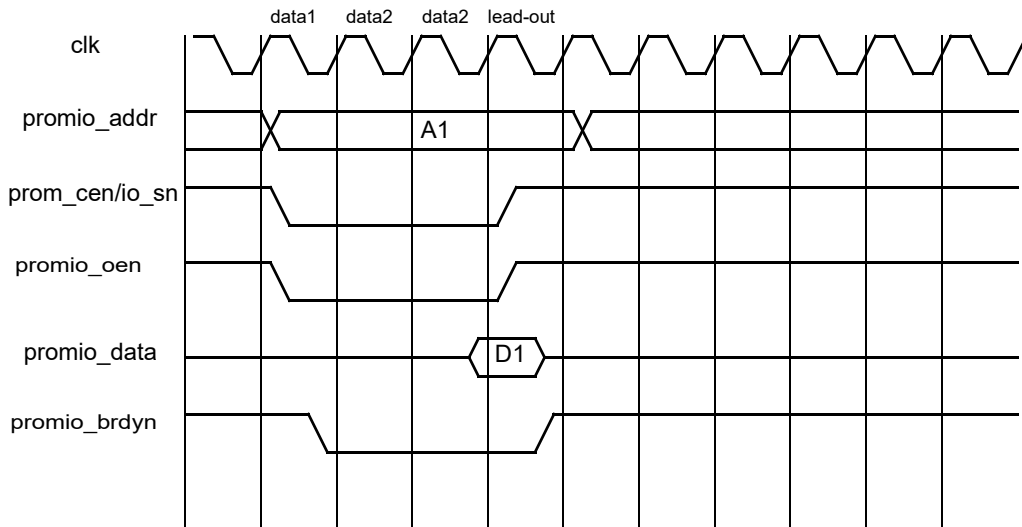 data1 data2 data2 lead-out
clk
promio_addr
A1
prom_cen/io_sn
promio_oen
promio_data
D1
promio_brdyn